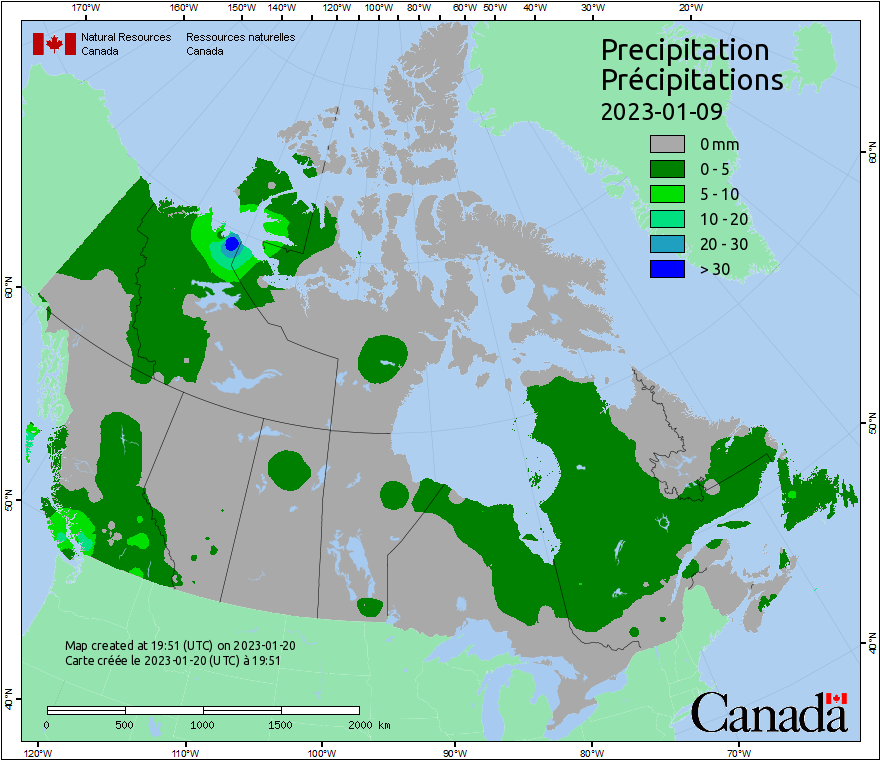 170°W 160°W 150°W 140°W 120°W 100°W 80°W 60°W 50°W 40°W 30°W 20°W
Natural Resources Ressources naturelles
Canada Canada
Precipitation
Précipitations
2023-01-09
0 mm
0 - 5
5 - 10
10 - 20
20 - 30
> 30
60°N
60°N
50°N
50°N
40°N
40°N
Map created at 19:51 (UTC) on 2023-01-20
Carte créée le 2023-01-20 (UTC) à 19:51
0 500 1000 1500 2000 km
Canada
120°W 110°W 100°W 90°W 80°W 70°W